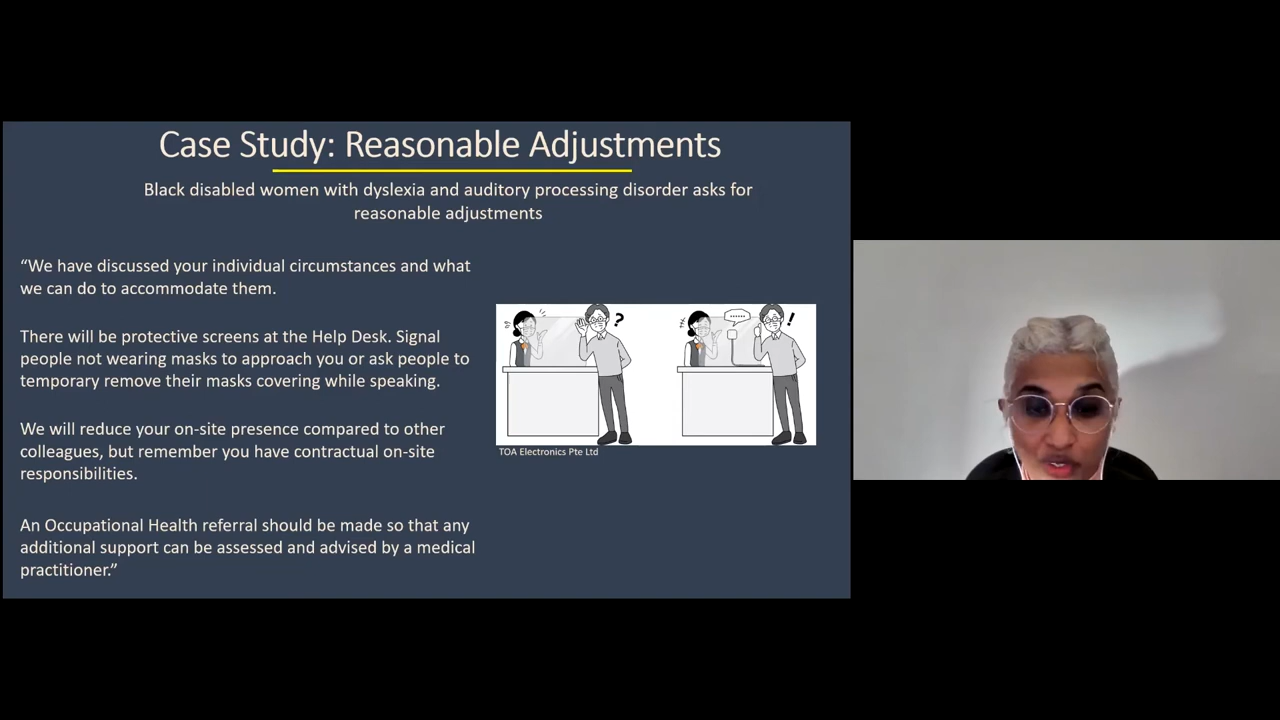 Case Study: Reasonable Adjustments
Black disabled women with dyslexia and auditory processing disorder asks for
reasonable adjustments
“We have discussed your individual circumstances and what
we can do to accommodate them.
There will be protective screens at the Help Desk. Signal
people not wearing masks to approach you or ask people to
temporary remove their masks covering while speaking.
We will reduce your on-site presence compared to other
colleagues, but remember you have contractual on-site
responsibilities.
An Occupational Health referral should be made so that any
additional support can be assessed and advised by a medical
practitioner.”
?
......
!
TOA Electronics Pte Ltd